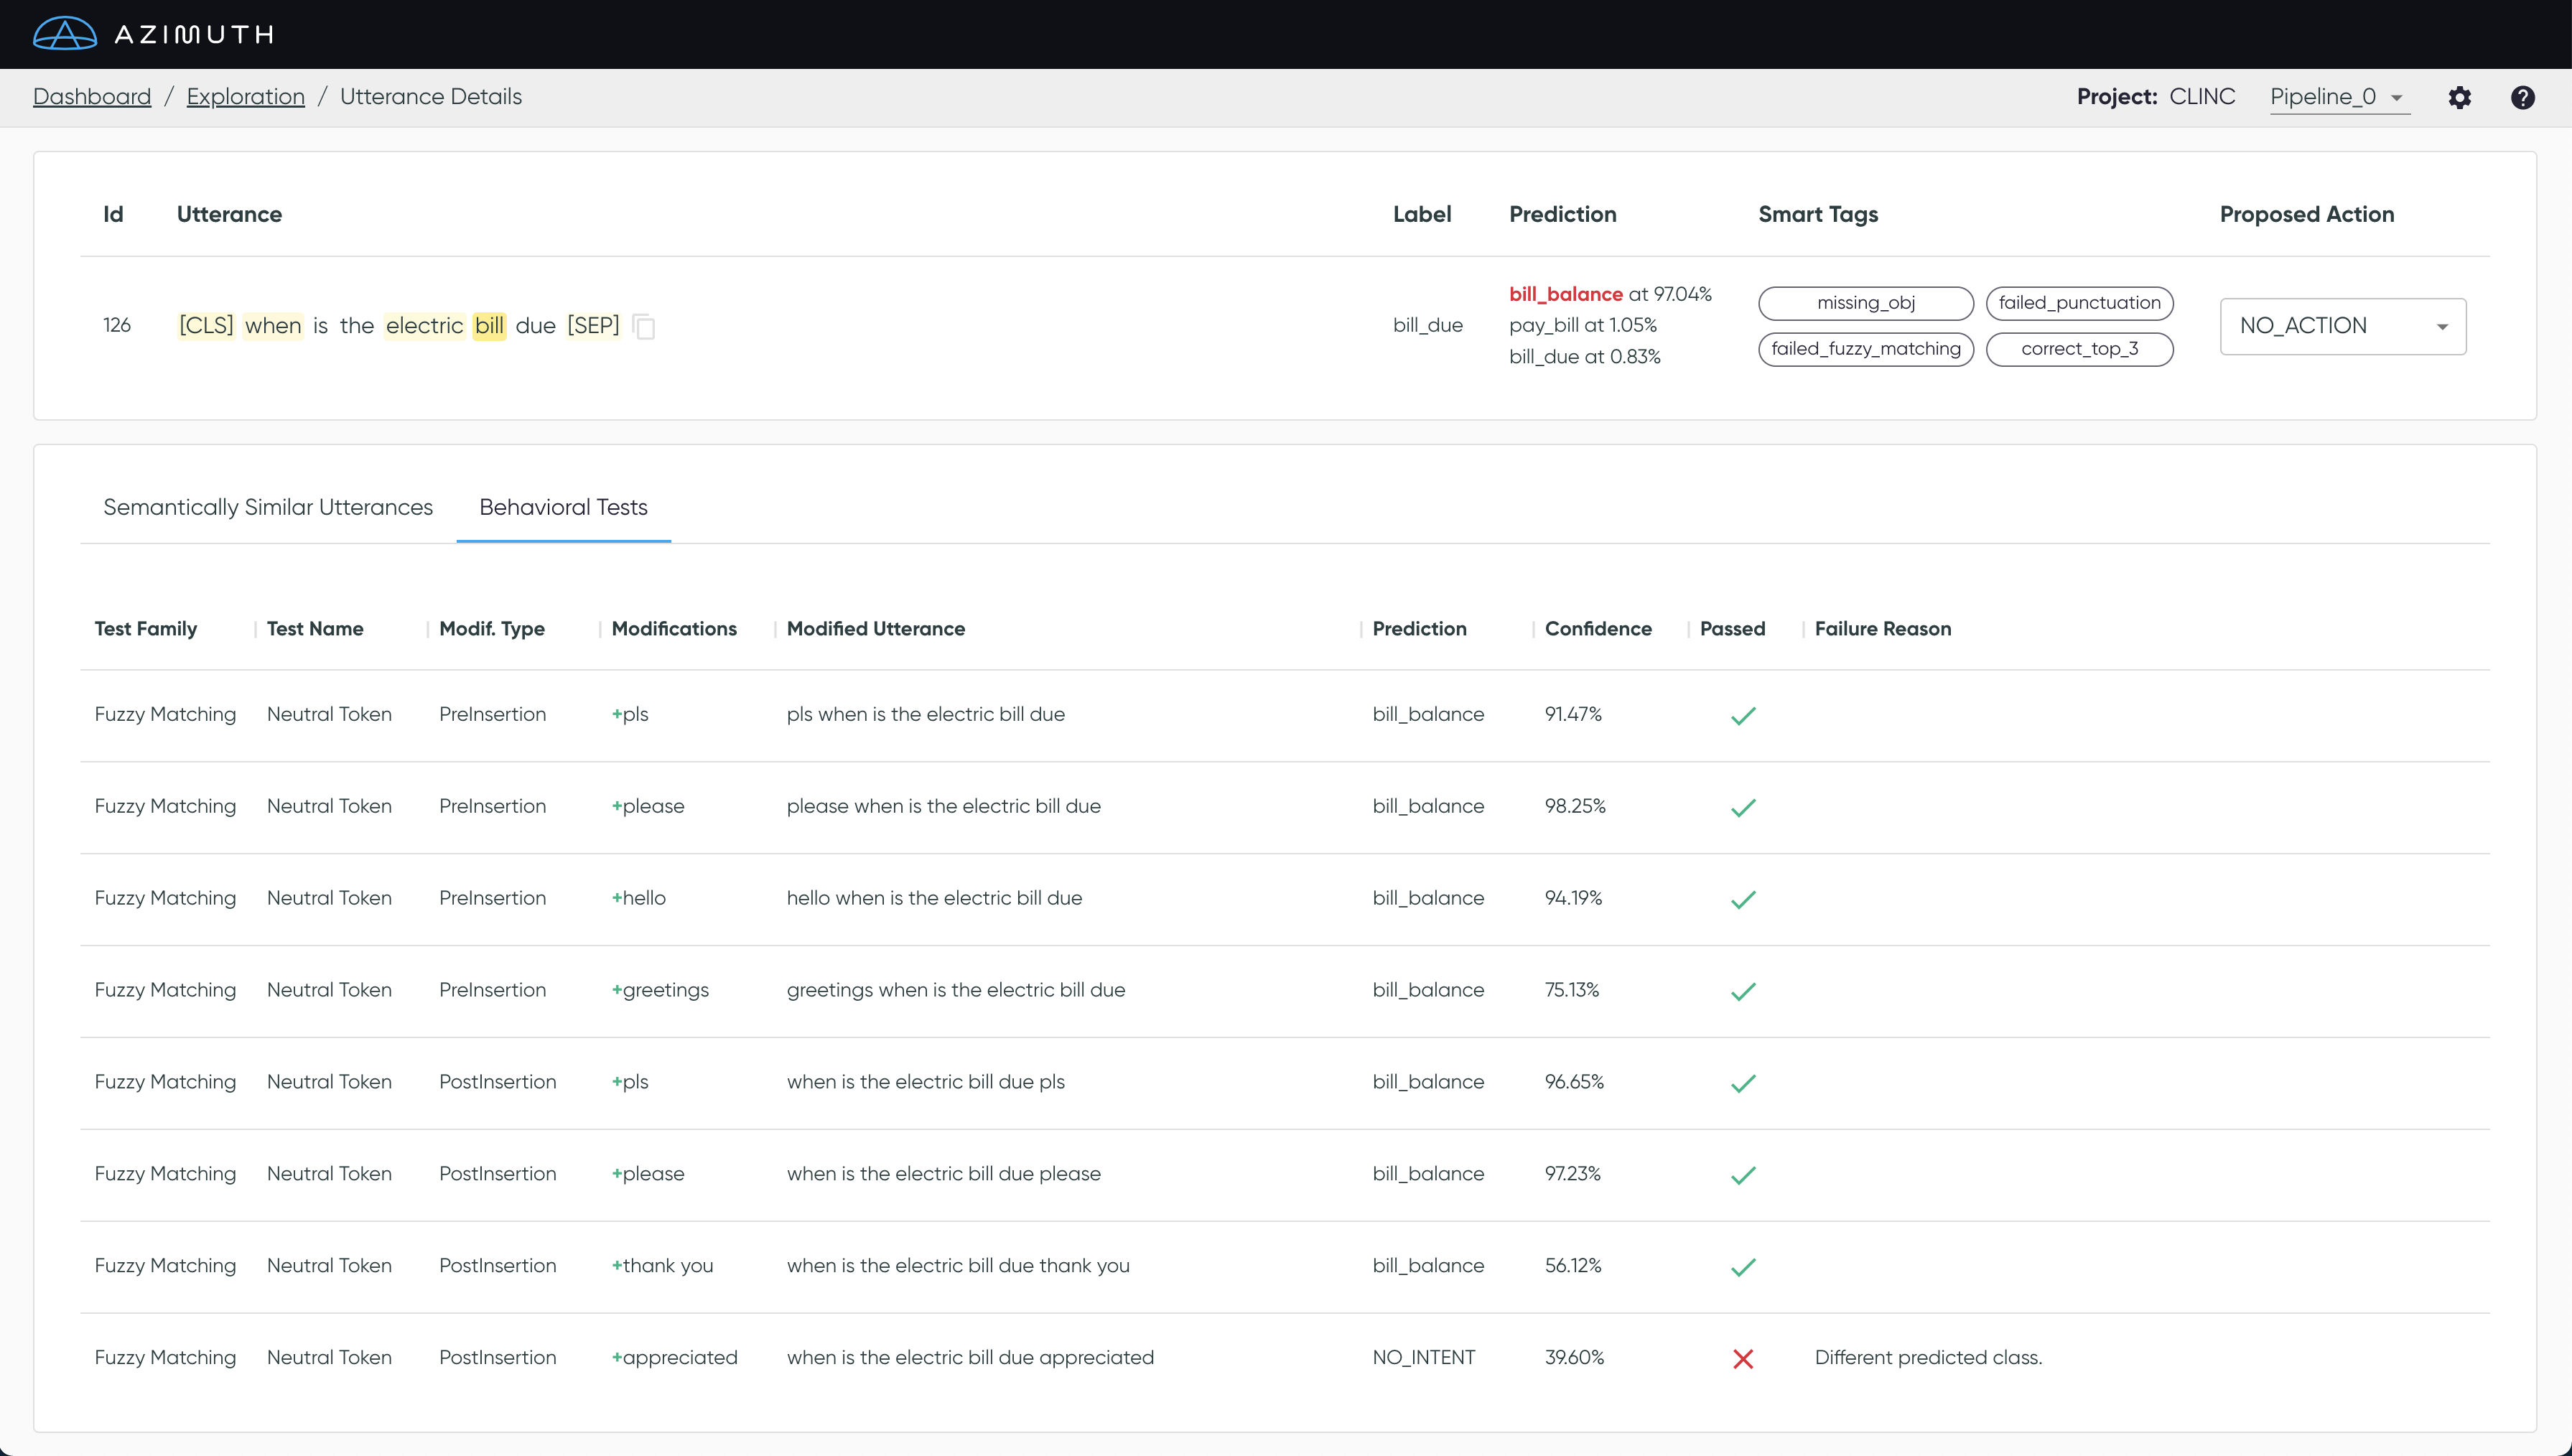 AZIMUTH
Dashboard / Exploration / Utterance Details Project: CLINC Pipeline_0
Id Utterance Label Prediction Smart Tags Proposed Action
126 [CLS] when is the electric bill due [SEP] bill_due
bill_balance at 97.04%
pay_bill at 1.05%
bill_due at 0.83%
missing_obj failed_punctuation
failed_fuzzy_matching correct_top_3
NO_ACTION
Semantically Similar Utterances Behavioral Tests
Test Family Test Name Modif. Type Modifications Modified Utterance Prediction Confidence Passed Failure Reason
Fuzzy Matching Neutral Token PreInsertion +pls pls when is the electric bill due bill_balance 91.47%
Fuzzy Matching Neutral Token PreInsertion +please please when is the electric bill due bill_balance 98.25%
Fuzzy Matching Neutral Token PreInsertion +hello hello when is the electric bill due bill_balance 94.19%
Fuzzy Matching Neutral Token PreInsertion +greetings greetings when is the electric bill due bill_balance 75.13%
Fuzzy Matching Neutral Token PostInsertion +pls when is the electric bill due pls bill_balance 96.65%
Fuzzy Matching Neutral Token PostInsertion +please when is the electric bill due please bill_balance 97.23%
Fuzzy Matching Neutral Token PostInsertion +thank you when is the electric bill due thank you bill_balance 56.12%
Fuzzy Matching Neutral Token PostInsertion +appreciated when is the electric bill due appreciated NO_INTENT 39.60% Different predicted class.